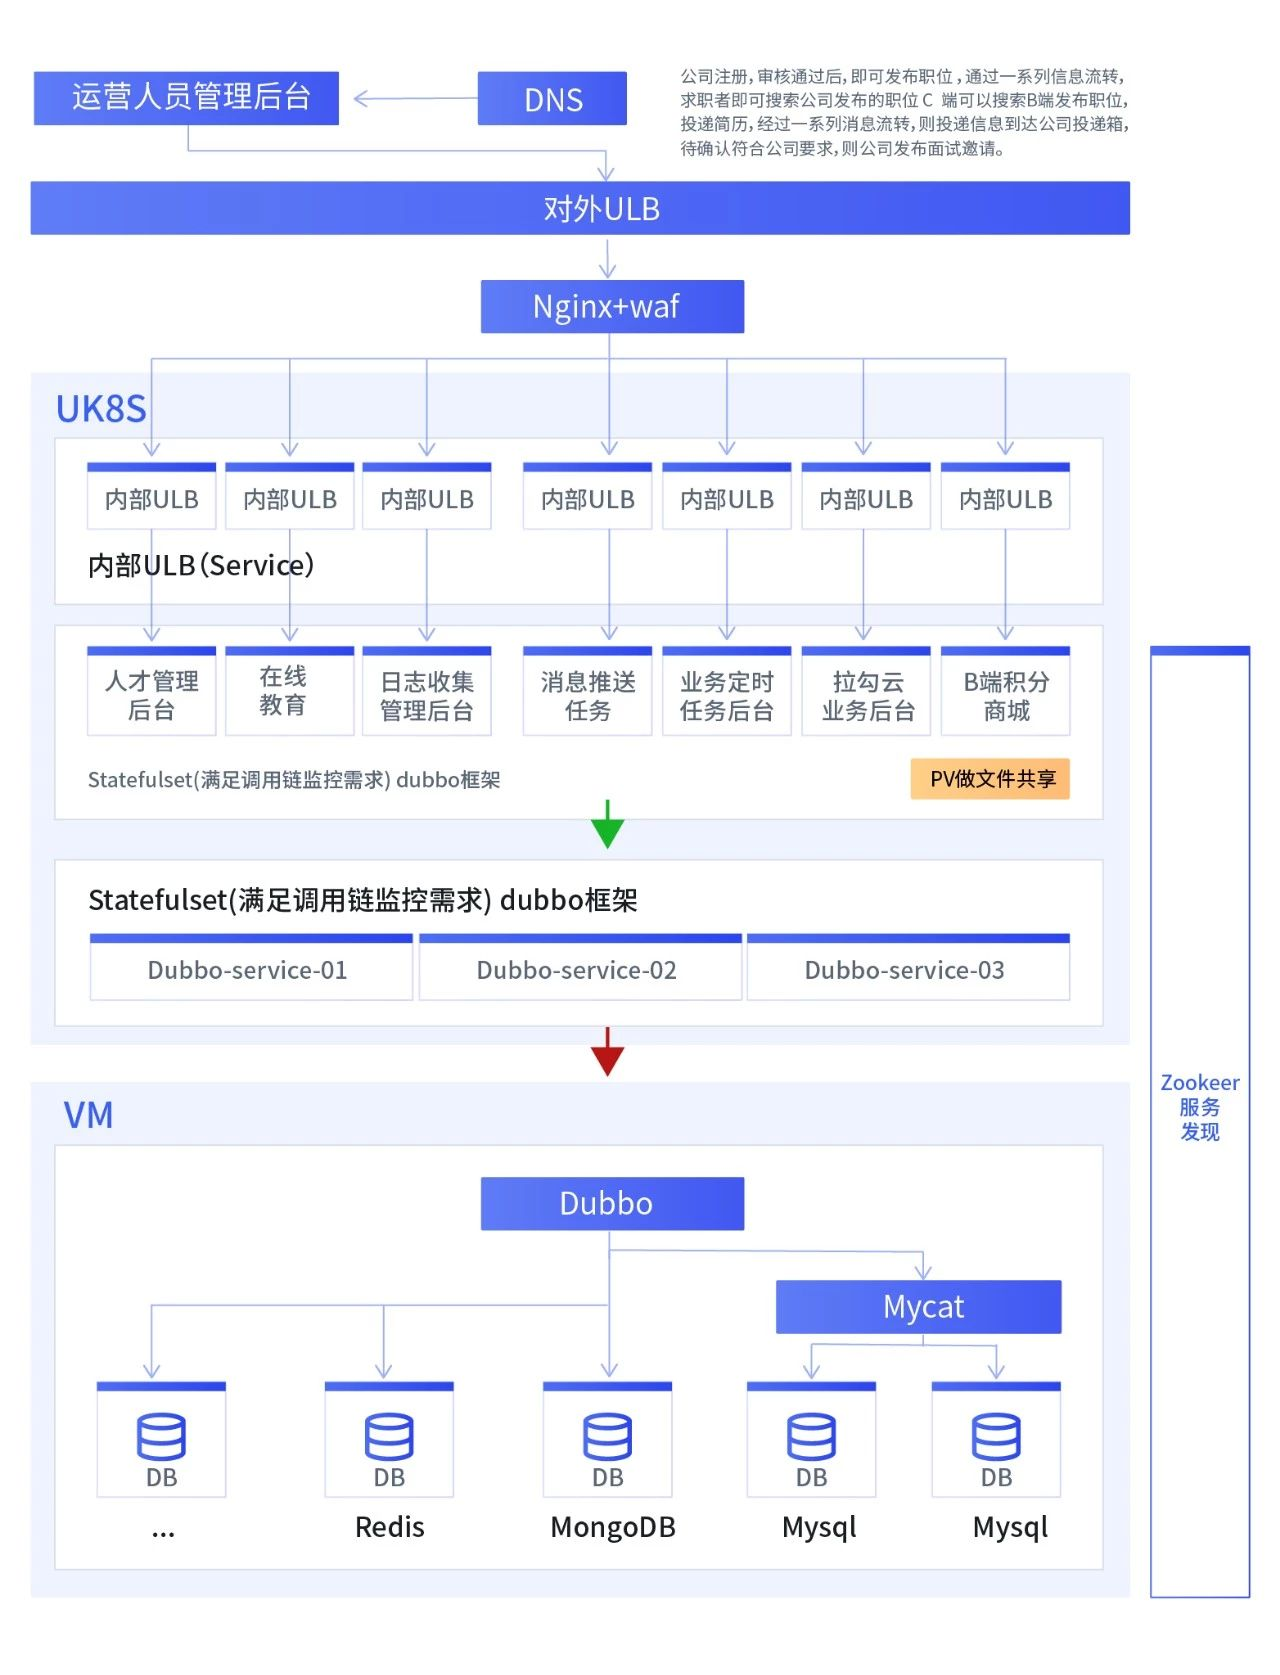 运营人员管理后台
DNS
公司注册，审核通过后，即可发布职位，通过一系列信息流转，
求职者即可搜索公司发布的职位 C 端可以搜索B端发布职位，
投递简历，经过一系列消息流转，则投递信息到达公司投递箱，
待确认符合公司要求，则公司发布面试邀请。
对外ULB
Nginx+waf
UK8S
内部ULB
内部ULB
内部ULB
内部ULB
内部ULB
内部ULB
内部ULB
内部ULB（Service）
人才管理
后台
在线
教育
日志收集
管理后台
消息推送
任务
业务定时
任务后台
拉勾云
业务后台
B端积分
商城
Statefulset(满足调用链监控需求) dubbo框架
PV做文件共享
Statefulset(满足调用链监控需求) dubbo框架
Dubbo-service-01
Dubbo-service-02
Dubbo-service-03
Zookeer
服务
发现
VM
Dubbo
Mycat
DB
DB
DB
DB
DB
...
Redis
MongoDB
Mysql
Mysql